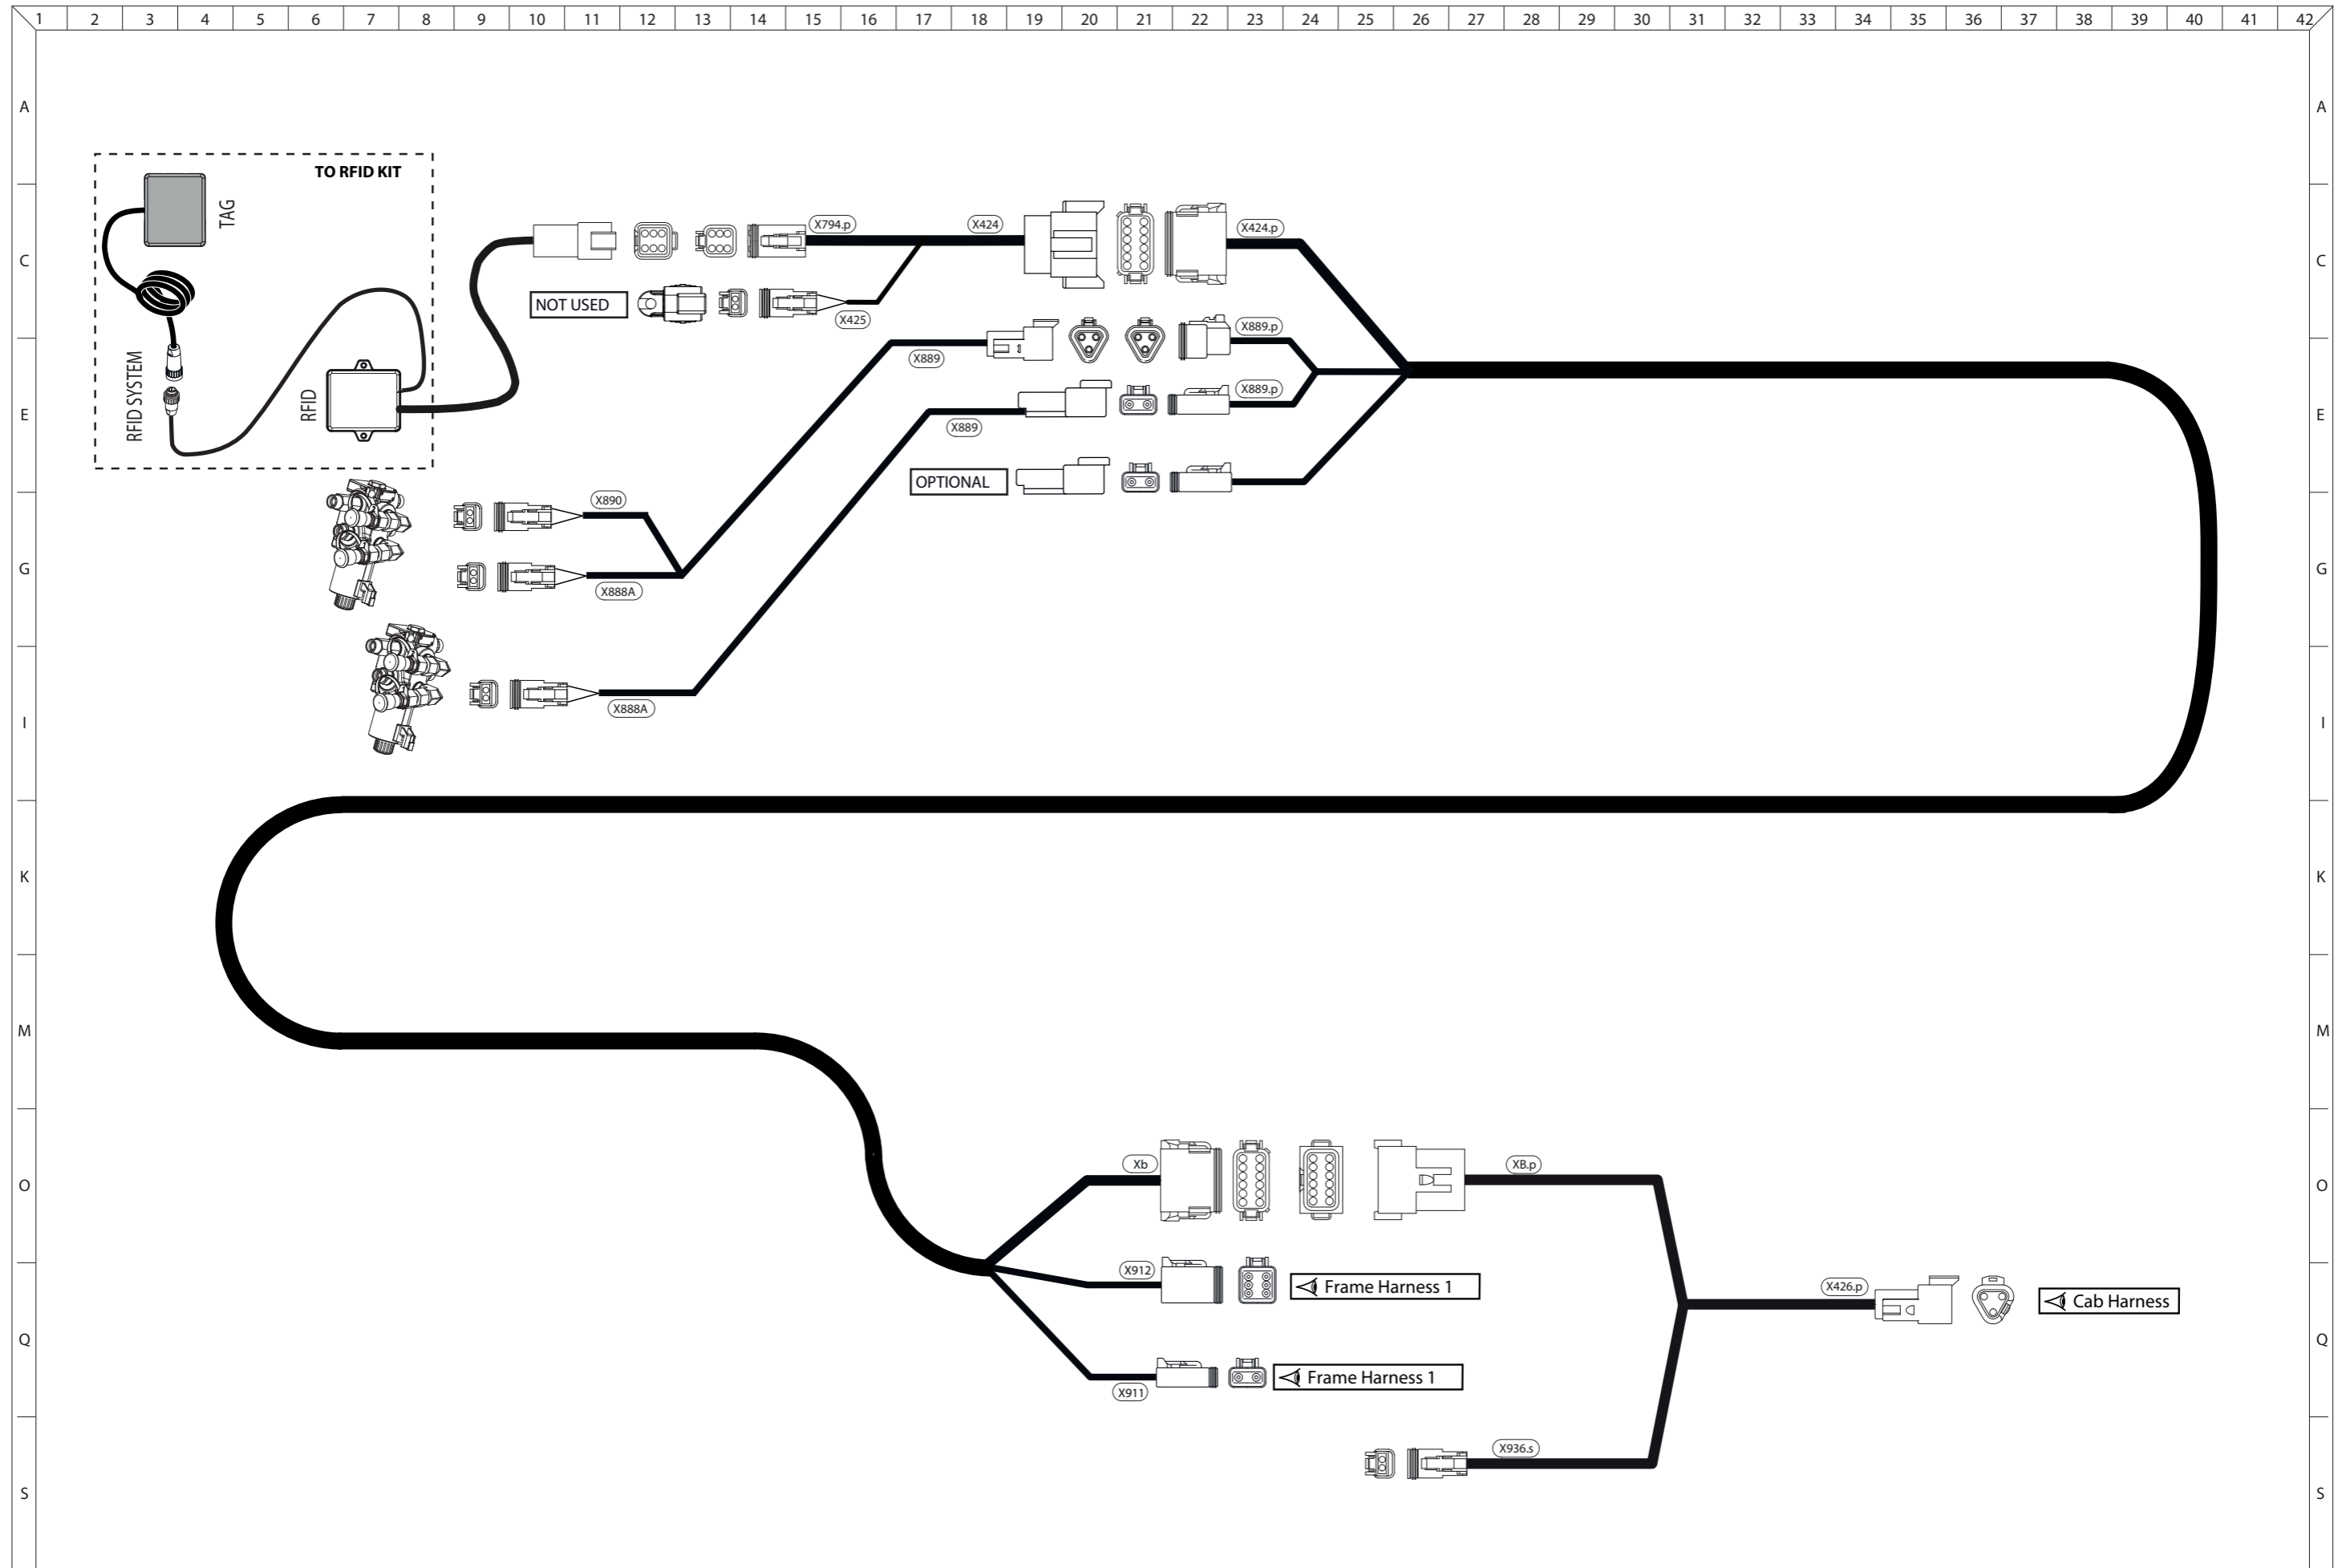 1 2 3 4 5 6 7 8 9 10 11 12 13 14 15 16 17 18 19 20 21 22 23 24 25 26 27 28 29 30 31 32 33 34 35 36 37 38 39 40 41 42
A A
TO RFID KIT
TAG
X794.p X424 X424.p
C C
NOT USED
X425
X889.p
X889
RFID SYSTEM
RFID
X889.p
E E
X889
OPTIONAL
X890
G G
X888A
X888A
I I
K K
M M
Xb XB.p
O O
X912
Frame Harness 1
X426.p
Cab Harness
Q Q
Frame Harness 1
X911
X936.s
S S